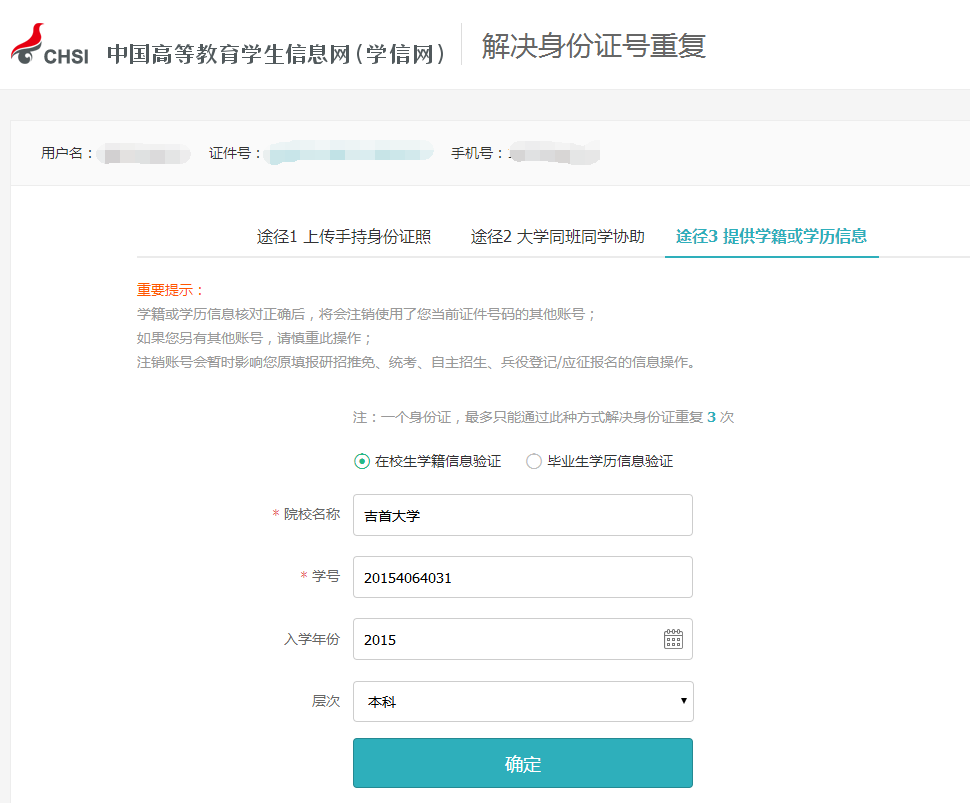 CHSI 中国高等教育学生信息网(学信网) 解决身份证号重复
用户名： 证件号： 手机号：
途径1 上传手持身份证照 途径2 大学同班同学协助 途径3 提供学籍或学历信息
重要提示：
学籍或学历信息核对正确后，将会注销使用了您当前证件号码的其他账号；
如果您另有其他账号，请慎重此操作；
注销账号会暂时影响您原填报研招推免、统考、自主招生、兵役登记/应征报名的信息操作。
注：一个身份证，最多只能通过此种方式解决身份证重复 3 次
在校生学籍信息验证 毕业生学历信息验证
* 院校名称 吉首大学
* 学号 20154064031
入学年份 2015
层次 本科
确定